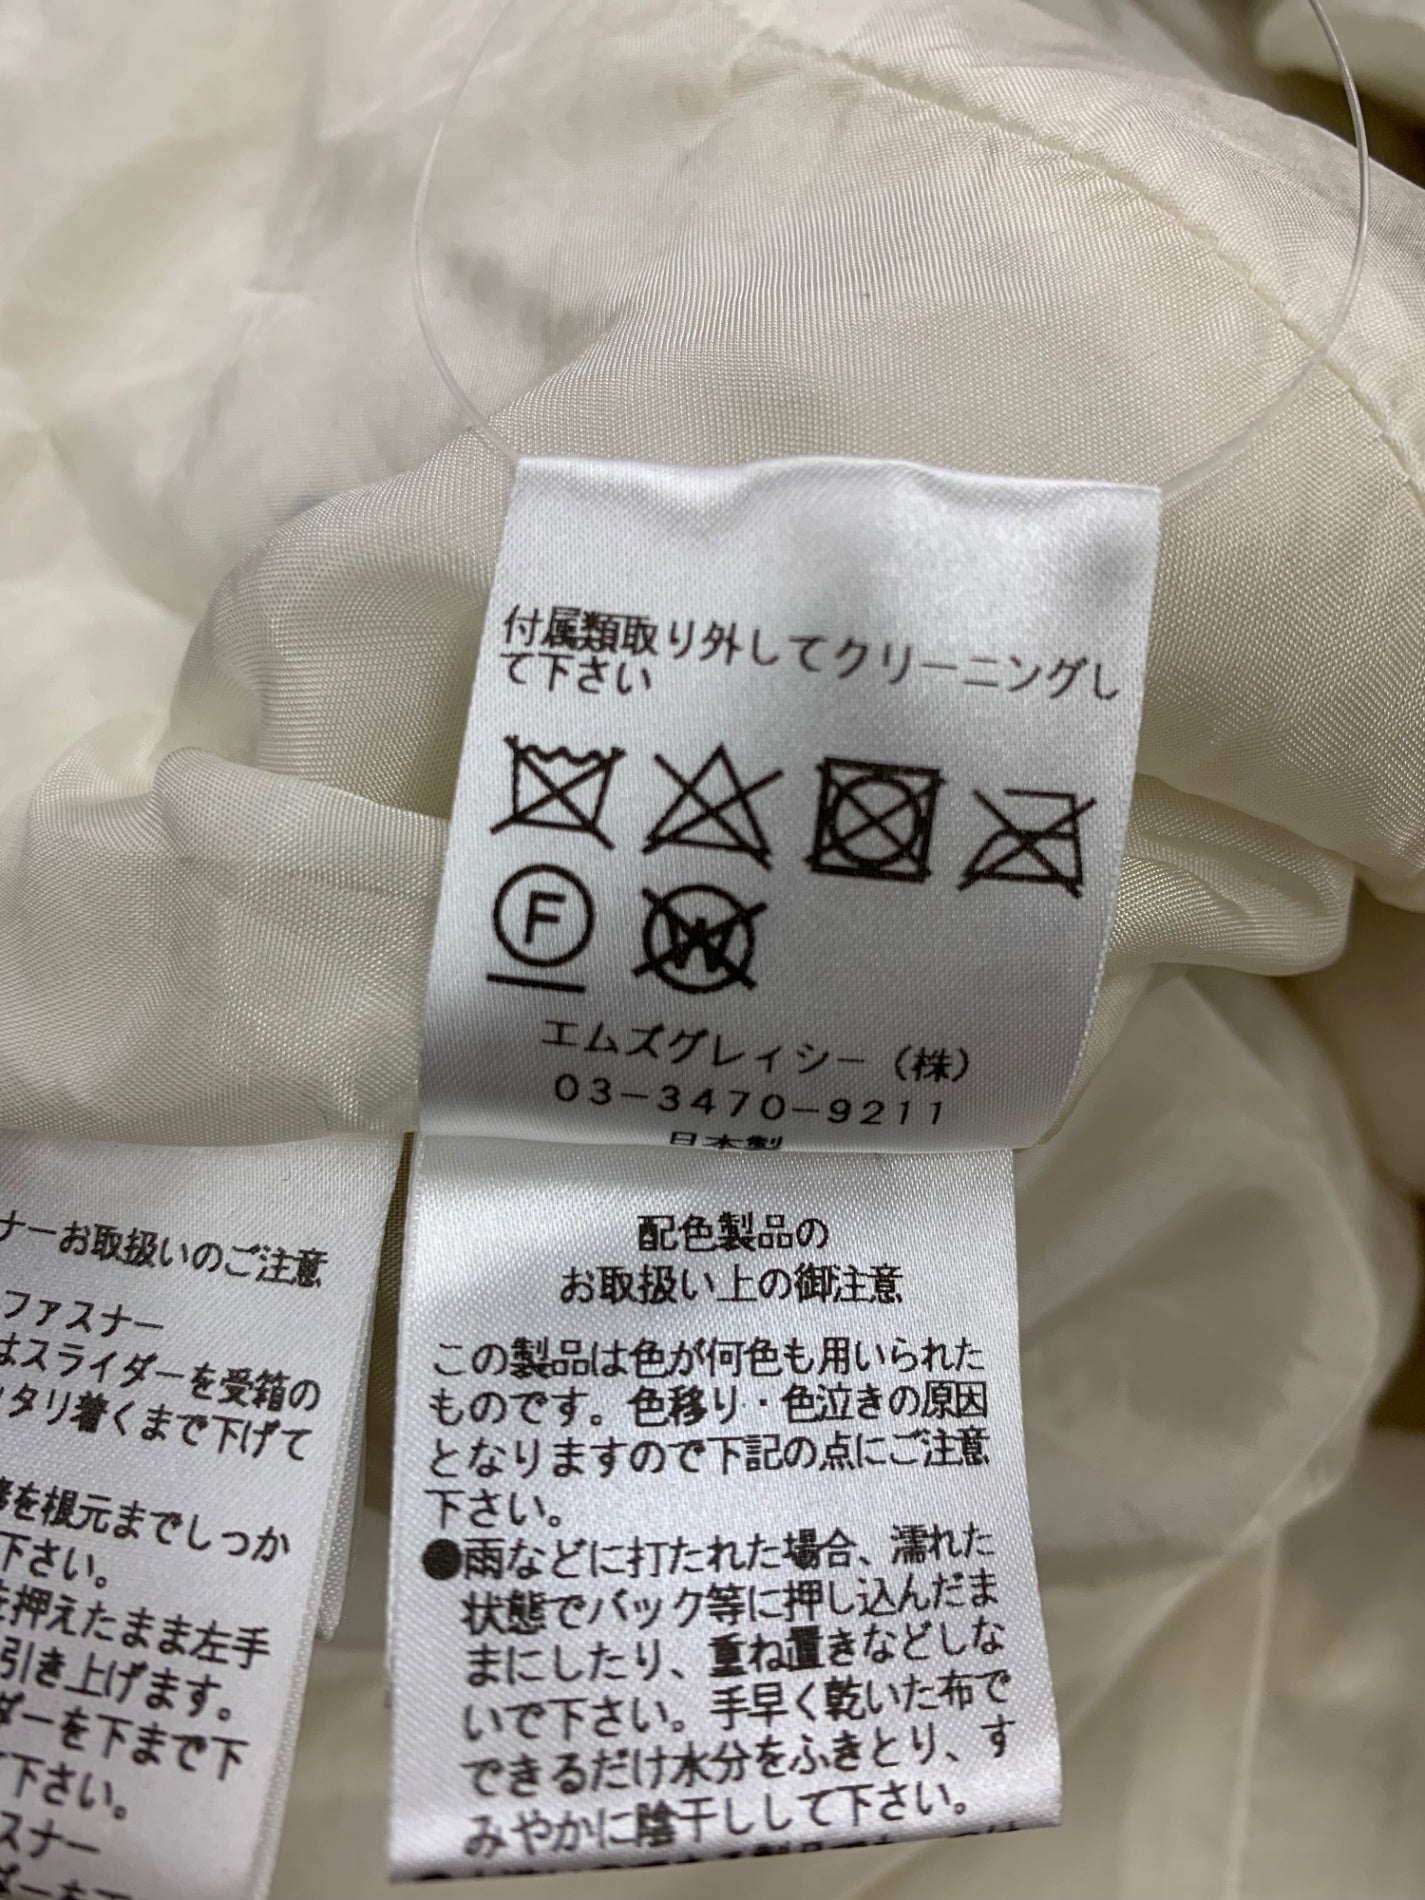 付属類取り外してクリーニングし
て下さい
F
W
エムズグレィシー（株）
03-3470-9211
日本製
配色製品の
お取扱い上の御注意
この製品は色が何色も用いられた
ものです。色移り・色泣きの原因
となりますので下記の点にご注意
下さい。
●雨などに打たれた場合、濡れた
状態でバック等に押し込んだま
まにしたり、重ね置きなどしな
いで下さい。手早く乾いた布で
できるだけ水分をふきとり、す
みやかに陰干しして下さい。
ナーお取扱いのご注意
ファスナー
はスライダーを受箱の
タリ着くまで下げて
を根元までしっか
下さい。
を押えたまま左手
引き上げます。
ダーを下まで下
下さい。
スナー